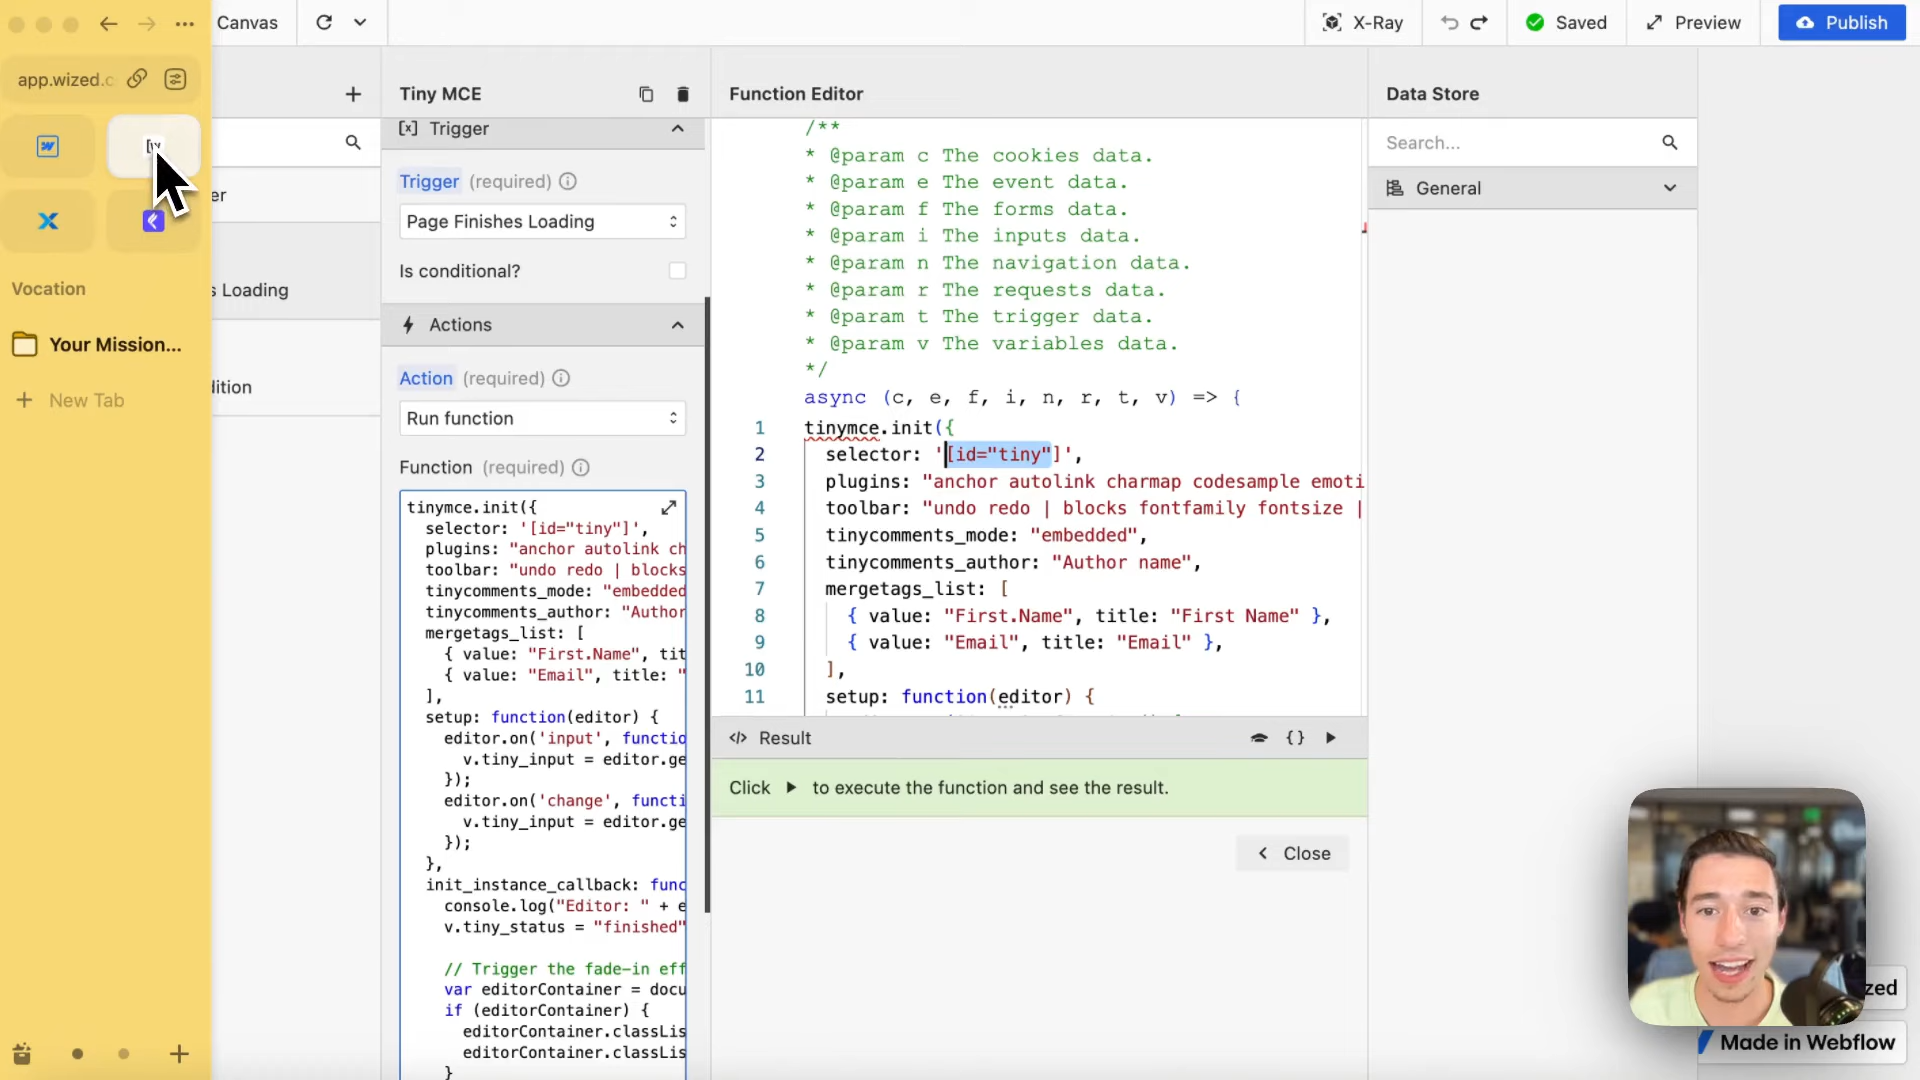 Canvas
X-Ray
Saved
Preview
Publish
app.wized.c
Vocation
Your Mission...
New Tab
er
s Loading
dition
Tiny MCE
[x] Trigger
Trigger (required)
Page Finishes Loading
Is conditional?
Actions
Action (required)
Run function
Function (required)
tinymce.init({
selector: '[id="tiny"]',
plugins: "anchor autolink ch
toolbar: "undo redo | blocks
tinycomments_mode: "embedded
tinycomments_author: "Author
mergetags_list: [
{ value: "First.Name", tit
{ value: "Email", title: "
],
setup: function(editor) {
editor.on('input', functio
v.tiny_input = editor.ge
});
editor.on('change', functi
v.tiny_input = editor.ge
});
},
init_instance_callback: func
console.log("Editor: " + e
v.tiny_status = "finished"
// Trigger the fade-in eff
var editorContainer = docu
if (editorContainer) {
editorContainer.classLis
editorContainer.classLis
}
Function Editor
/**
* @param c The cookies data.
* @param e The event data.
* @param f The forms data.
* @param i The inputs data.
* @param n The navigation data.
* @param r The requests data.
* @param t The trigger data.
* @param v The variables data.
*/
async (c, e, f, i, n, r, t, v) => {
1 tinymce.init({
2 selector: '[id="tiny"]',
3 plugins: "anchor autolink charmap codesample emoti
4 toolbar: "undo redo | blocks fontfamily fontsize |
5 tinycomments_mode: "embedded",
6 tinycomments_author: "Author name",
7 mergetags_list: [
8 { value: "First.Name", title: "First Name" },
9 { value: "Email", title: "Email" },
10 ],
11 setup: function(editor) {
</> Result
{}
Click ▶ to execute the function and see the result.
Close
Data Store
Search...
General
zed
Made in Webflow